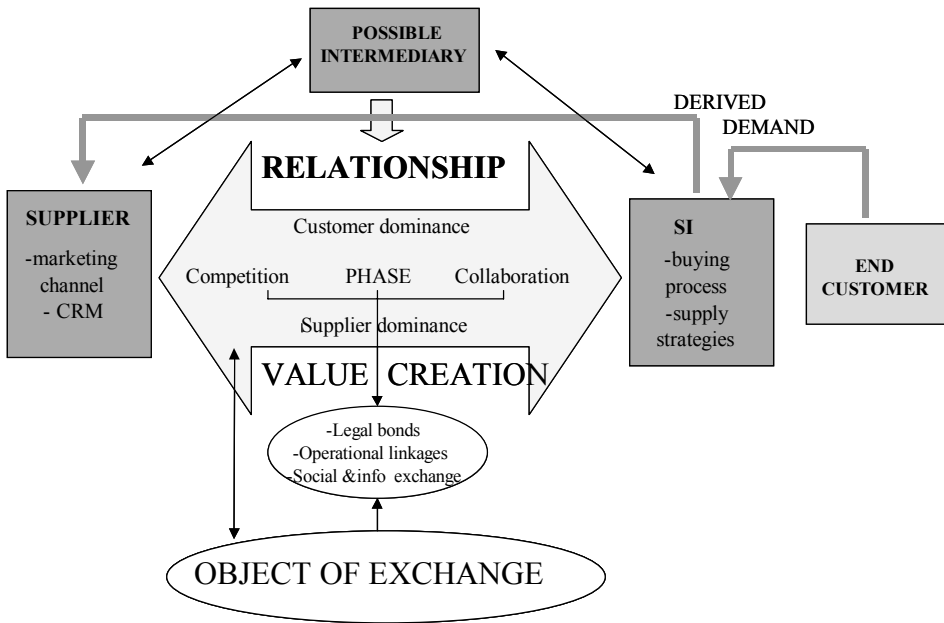 POSSIBLE
INTERMEDIARY
DERIVED
DEMAND
RELATIONSHIP
SUPPLIER
-marketing
channel
- CRM
Customer dominance
Competition PHASE Collaboration
Supplier dominance
SI
-buying
process
-supply
strategies
END
CUSTOMER
VALUE CREATION
-Legal bonds
-Operational linkages
-Social &info exchange
OBJECT OF EXCHANGE